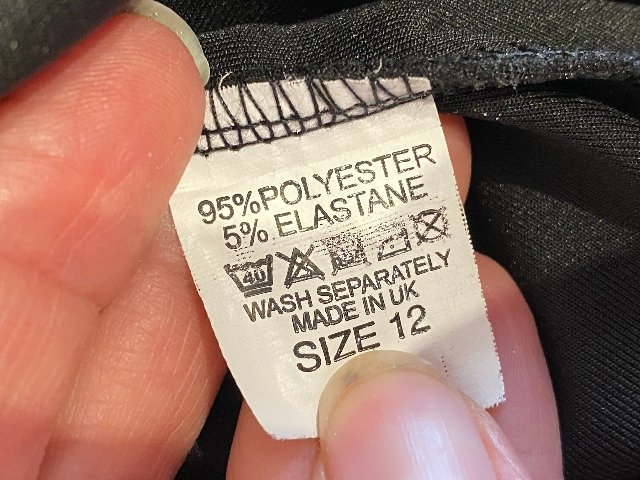 95%POLYESTER
5% ELASTANE
40
WASH SEPARATELY
MADE IN UK
SIZE 12